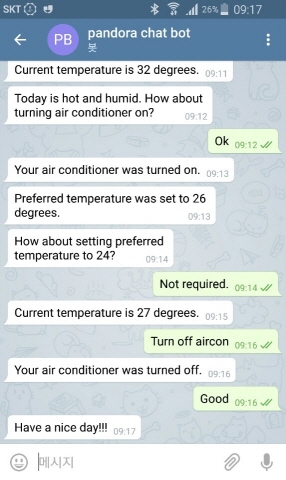 SKT
26%
09:17
PB
pandora chat bot
봇
Current temperature is 32 degrees. 09:11
Today is hot and humid. How about
turning air conditioner on? 09:12
Ok 09:12
Your air conditioner was turned on. 09:13
Preferred temperature was set to 26
degrees. 09:13
How about setting preferred
temperature to 24? 09:14
Not required. 09:14
Current temperature is 27 degrees. 09:15
Turn off aircon 09:16
Your air conditioner was turned off. 09:16
Good 09:16
Have a nice day!!! 09:17
메시지